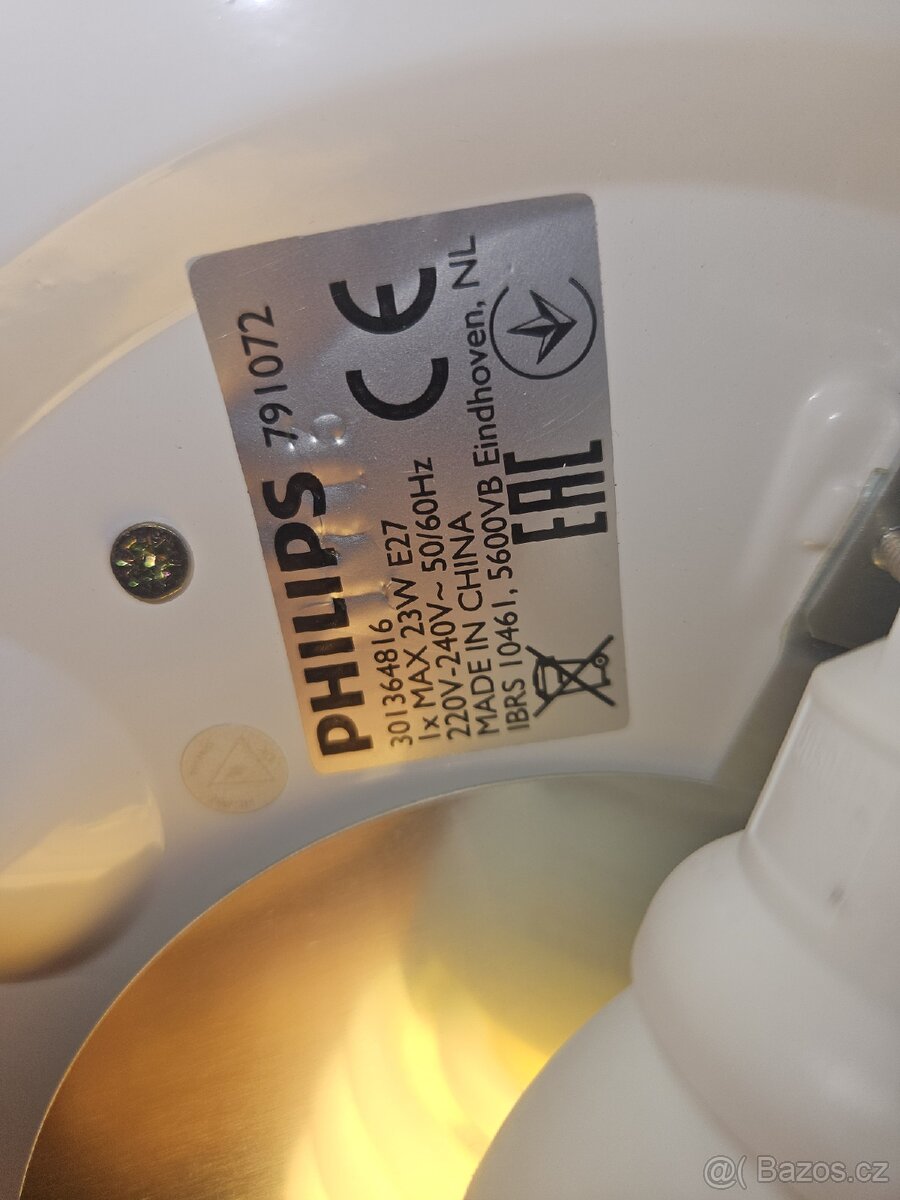 PHILIPS 791072
301364816
1x MAX 23W E27
220V-240V~ 50/60Hz
MADE IN CHINA
IBRS 10461, 5600VB Eindhoven, NL
CE
EAC
@( Bazos.cz